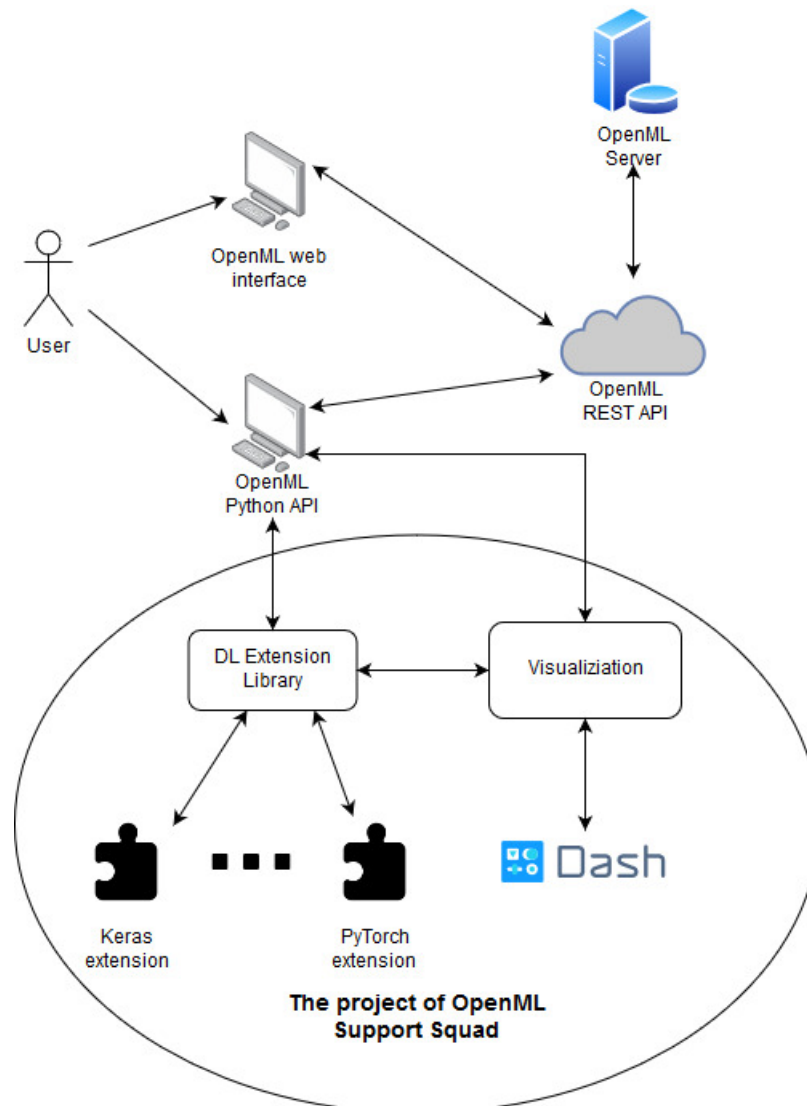 OpenML
Server
OpenML web
interface
User
OpenML
REST API
OpenML
Python API
DL Extension
Library
Visualiziation
Dash
Keras
extension
PyTorch
extension
The project of OpenML
Support Squad